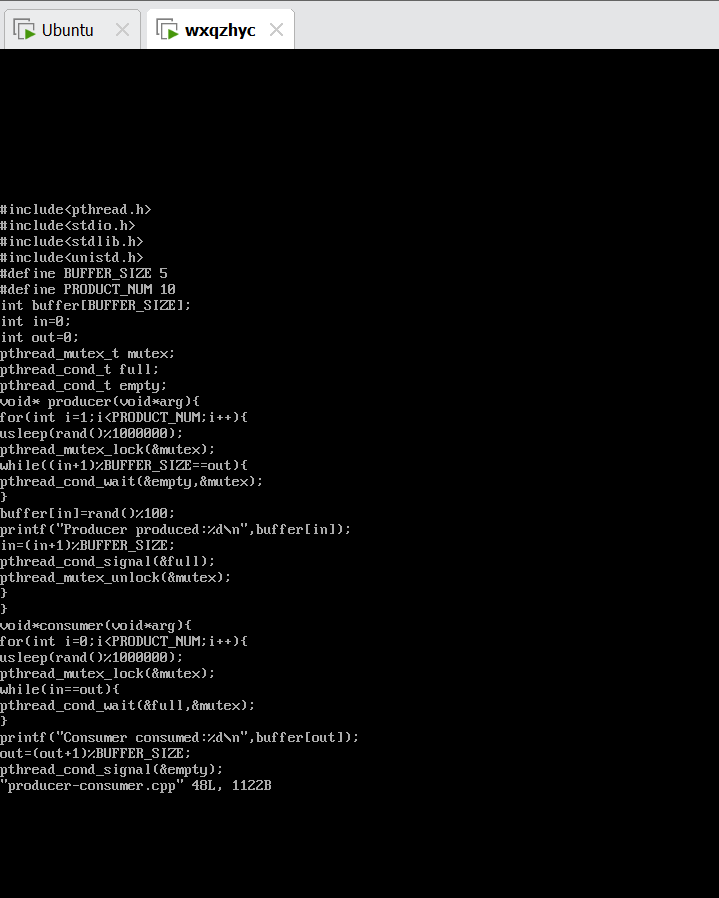 Ubuntu
wxqzhyc
#include<pthread.h>
#include<stdio.h>
#include<stdlib.h>
#include<unistd.h>
#define BUFFER_SIZE 5
#define PRODUCT_NUM 10
int buffer[BUFFER_SIZE];
int in=0;
int out=0;
pthread_mutex_t mutex;
pthread_cond_t full;
pthread_cond_t empty;
void* producer(void*arg){
for(int i=1;i<PRODUCT_NUM;i++){
usleep(rand()%1000000);
pthread_mutex_lock(&mutex);
while((in+1)%BUFFER_SIZE==out){
pthread_cond_wait(&empty,&mutex);
}
buffer[in]=rand()%100;
printf("Producer produced:%d\n",buffer[in]);
in=(in+1)%BUFFER_SIZE;
pthread_cond_signal(&full);
pthread_mutex_unlock(&mutex);
}
}
void*consumer(void*arg){
for(int i=0;i<PRODUCT_NUM;i++){
usleep(rand()%1000000);
pthread_mutex_lock(&mutex);
while(in==out){
pthread_cond_wait(&full,&mutex);
}
printf("Consumer consumed:%d\n",buffer[out]);
out=(out+1)%BUFFER_SIZE;
pthread_cond_signal(&empty);
"producer-consumer.cpp" 48L, 1122B